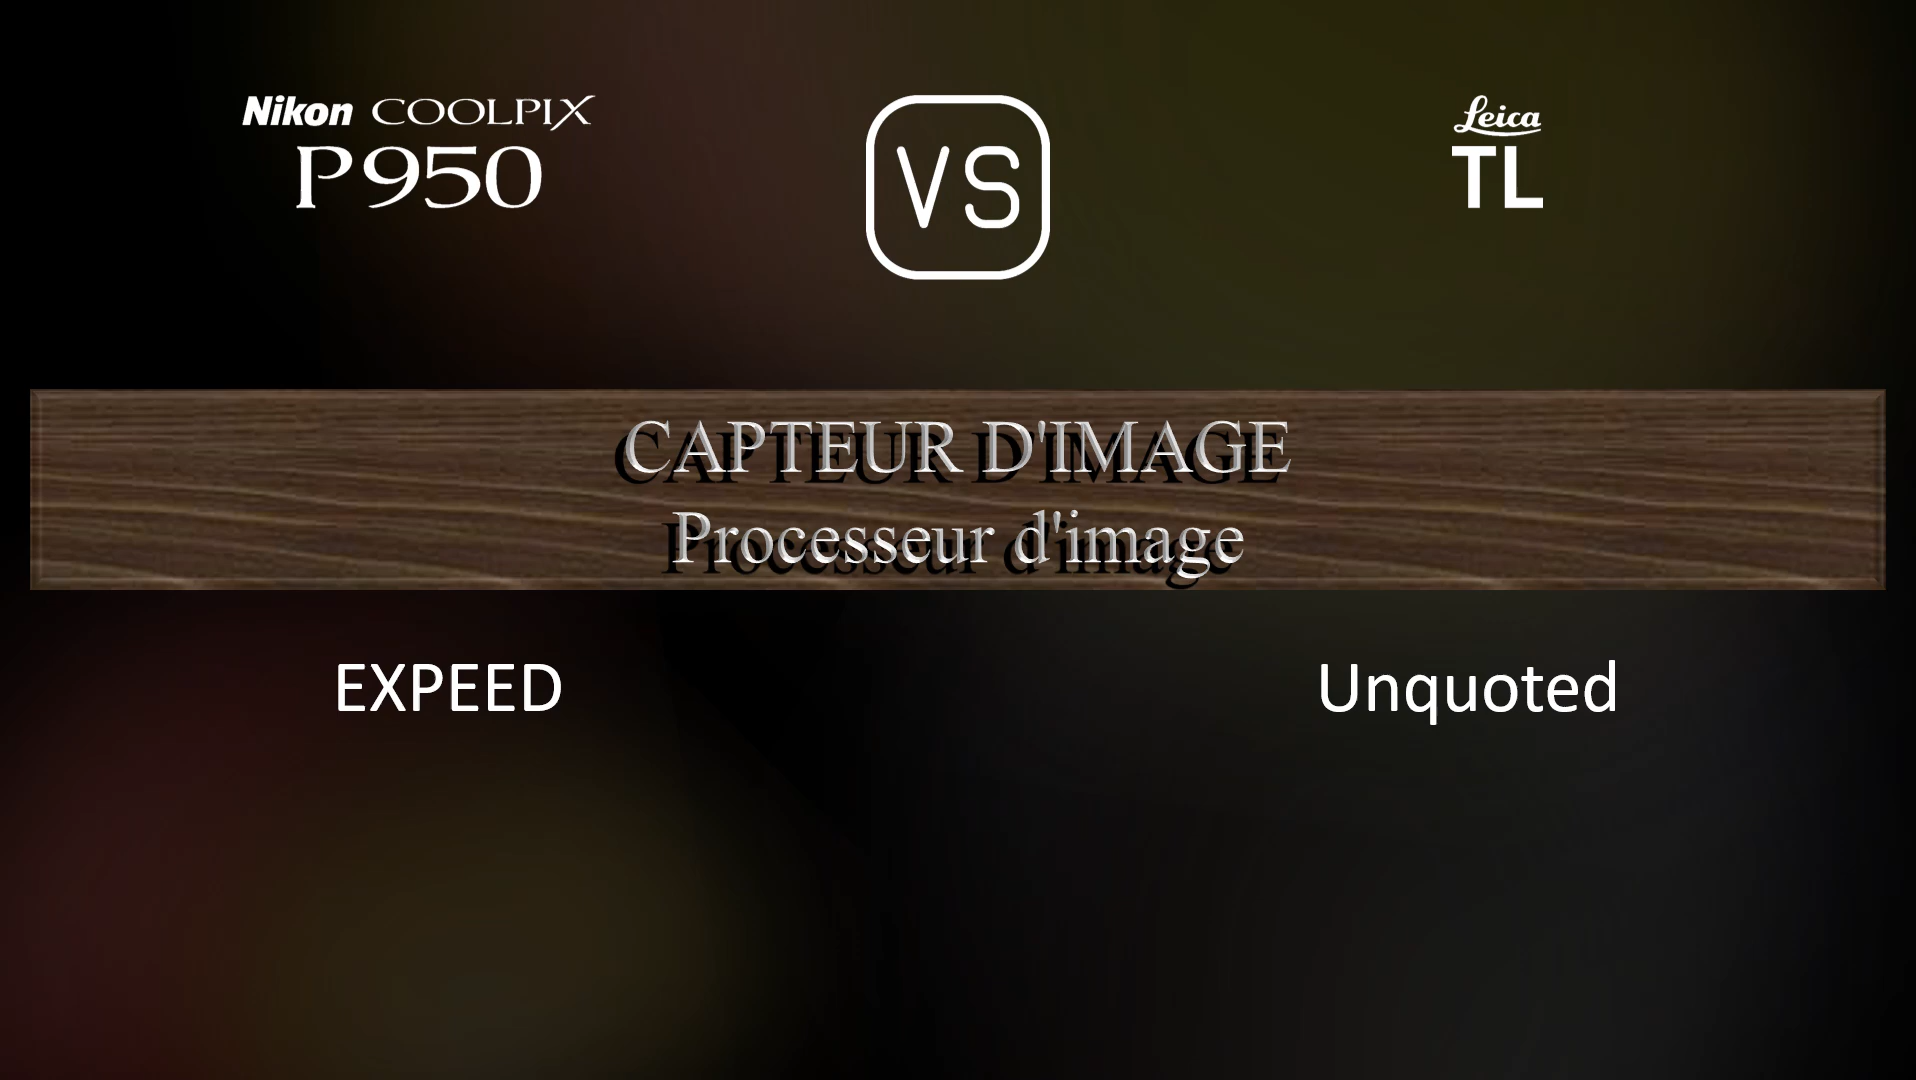 Nikon COOLPIX
P950
VS
Leica
TL
CAPTEUR D'IMAGE
Processeur d'image
EXPEED
Unquoted